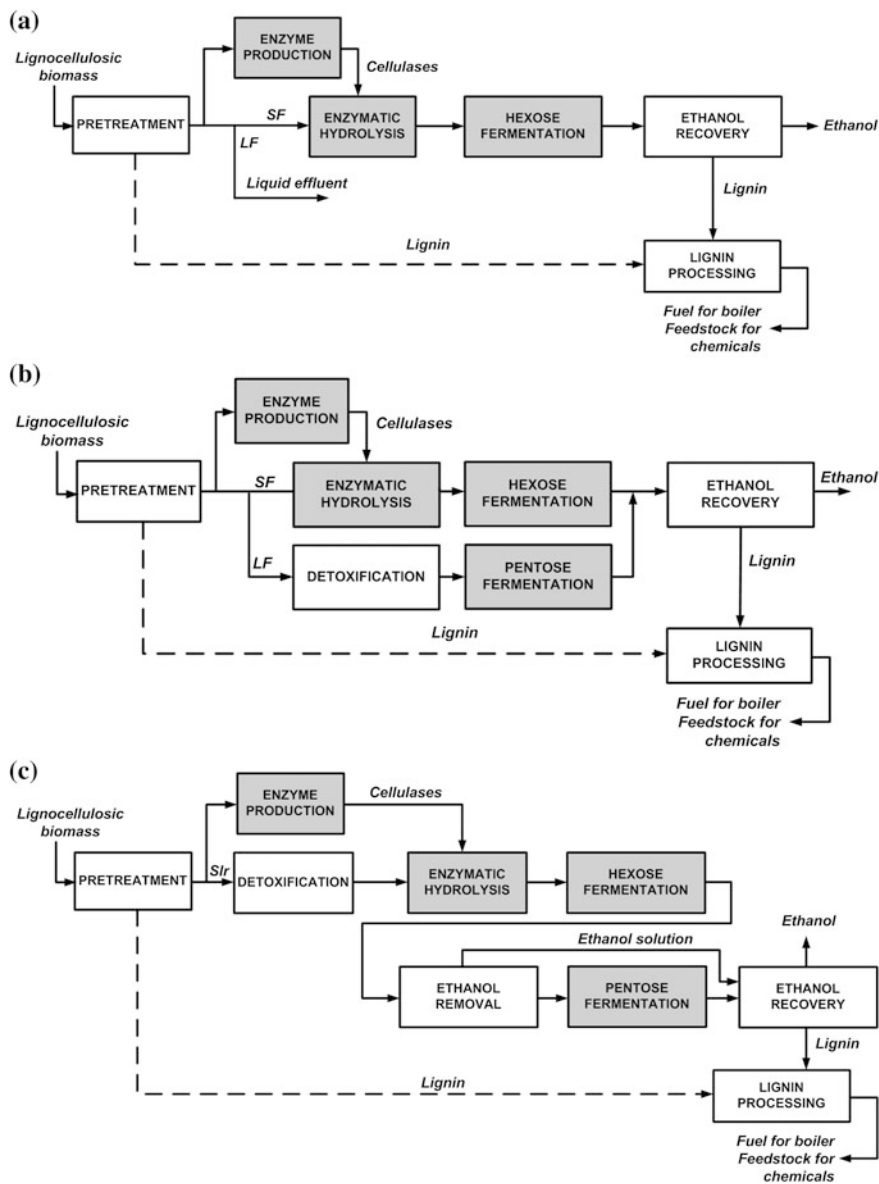 (a)
Lignocellulosic
biomass
ENZYME
PRODUCTION
Cellulases
PRETREATMENT
SF
LF
ENZYMATIC
HYDROLYSIS
HEXOSE
FERMENTATION
ETHANOL
RECOVERY
Ethanol
Liquid effluent
Lignin
Lignin
LIGNIN
PROCESSING
Fuel for boiler
Feedstock for
chemicals
(b)
Lignocellulosic
biomass
ENZYME
PRODUCTION
Cellulases
PRETREATMENT
SF
ENZYMATIC
HYDROLYSIS
HEXOSE
FERMENTATION
ETHANOL
RECOVERY
Ethanol
LF
DETOXIFICATION
PENTOSE
FERMENTATION
Lignin
Lignin
LIGNIN
PROCESSING
Fuel for boiler
Feedstock for
chemicals
(c)
Lignocellulosic
biomass
ENZYME
PRODUCTION
Cellulases
PRETREATMENT
Slr
DETOXIFICATION
ENZYMATIC
HYDROLYSIS
HEXOSE
FERMENTATION
Ethanol
Ethanol solution
ETHANOL
REMOVAL
PENTOSE
FERMENTATION
ETHANOL
RECOVERY
Lignin
Lignin
LIGNIN
PROCESSING
Fuel for boiler
Feedstock for
chemicals